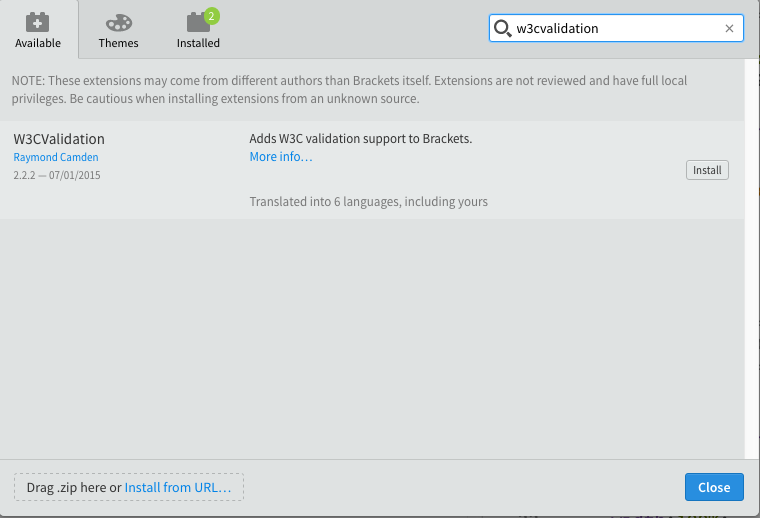 Available
Themes
2
Installed
w3cvalidation
NOTE: These extensions may come from different authors than Brackets itself. Extensions are not reviewed and have full local
privileges. Be cautious when installing extensions from an unknown source.
W3CValidation
Raymond Camden
2.2.2 — 07/01/2015
Adds W3C validation support to Brackets.
More info…
Translated into 6 languages, including yours
Install
Drag .zip here or Install from URL…
Close